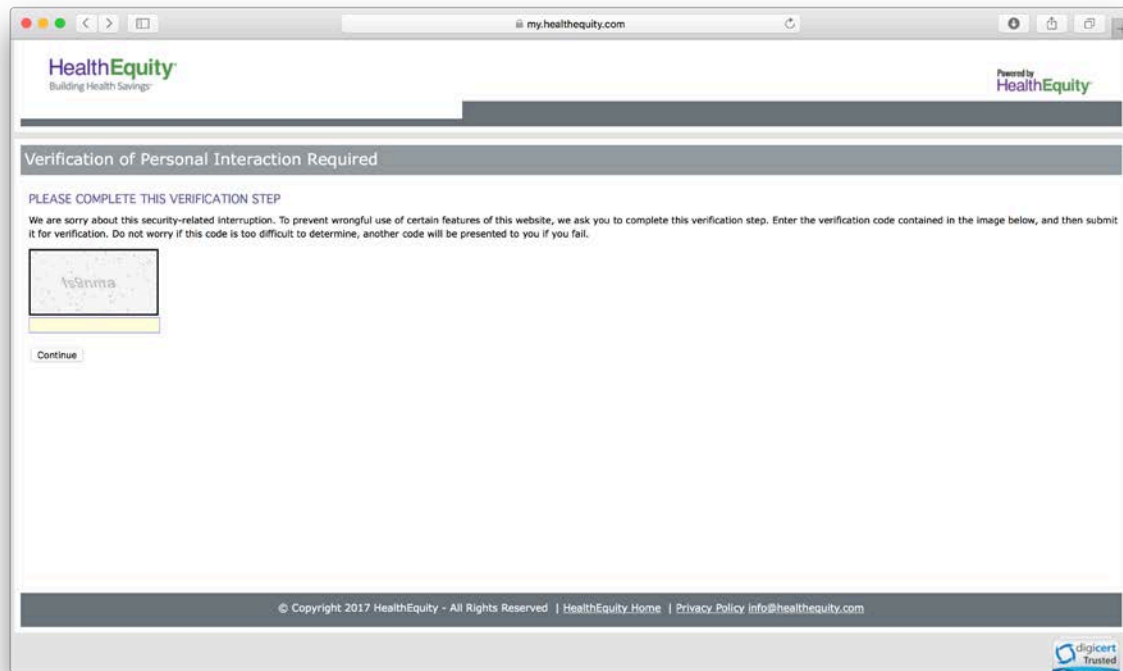 my.healthequity.com
HealthEquity
Building Health Savings
Powered by
HealthEquity
Verification of Personal Interaction Required
PLEASE COMPLETE THIS VERIFICATION STEP
We are sorry about this security-related interruption. To prevent wrongful use of certain features of this website, we ask you to complete this verification step. Enter the verification code contained in the image below, and then submit
it for verification. Do not worry if this code is too difficult to determine, another code will be presented to you if you fail.
Continue
© Copyright 2017 HealthEquity - All Rights Reserved | HealthEquity Home | Privacy Policy info@healthequity.com
digicert
Trusted